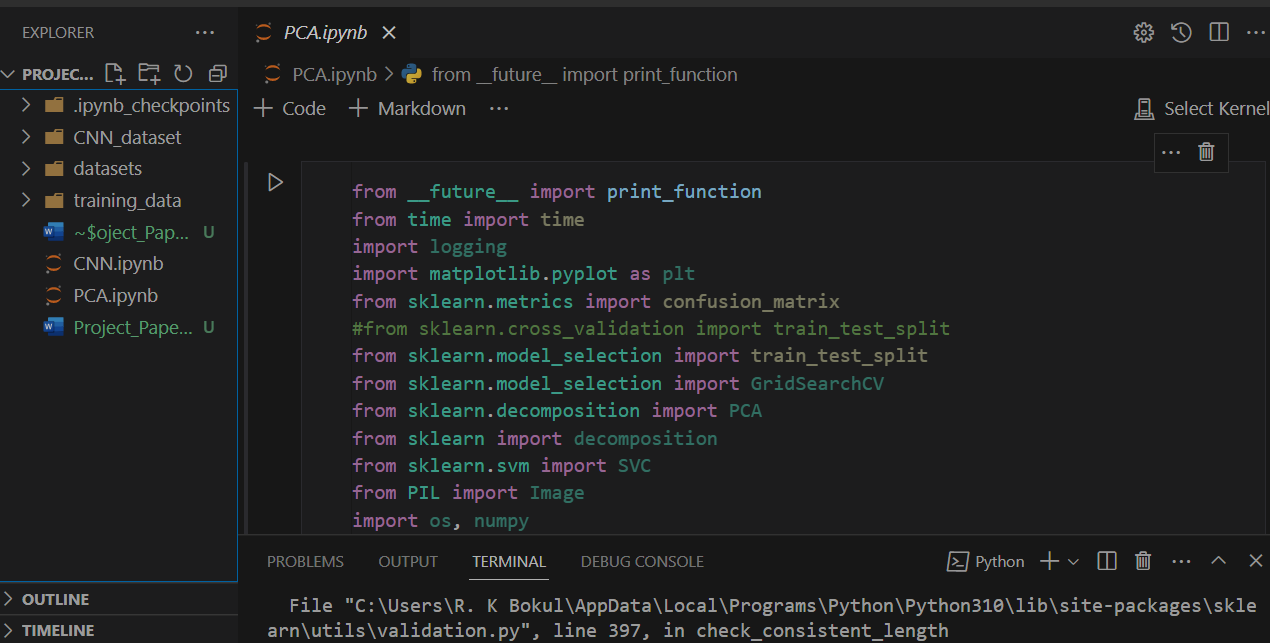 EXPLORER ...
PROJEC...
.ipynb_checkpoints
CNN_dataset
datasets
training_data
~$oject_Pap... U
CNN.ipynb
PCA.ipynb
Project_Pape... U
OUTLINE
TIMELINE
PCA.ipynb
PCA.ipynb > from __future__ import print_function
+ Code + Markdown ...
Select Kernel
from __future__ import print_function
from time import time
import logging
import matplotlib.pyplot as plt
from sklearn.metrics import confusion_matrix
#from sklearn.cross_validation import train_test_split
from sklearn.model_selection import train_test_split
from sklearn.model_selection import GridSearchCV
from sklearn.decomposition import PCA
from sklearn import decomposition
from sklearn.svm import SVC
from PIL import Image
import os, numpy
PROBLEMS OUTPUT TERMINAL DEBUG CONSOLE
Python
File "C:\Users\R. K Bokul\AppData\Local\Programs\Python\Python310\lib\site-packages\skle
arn\utils\validation.py", line 397, in check_consistent_length